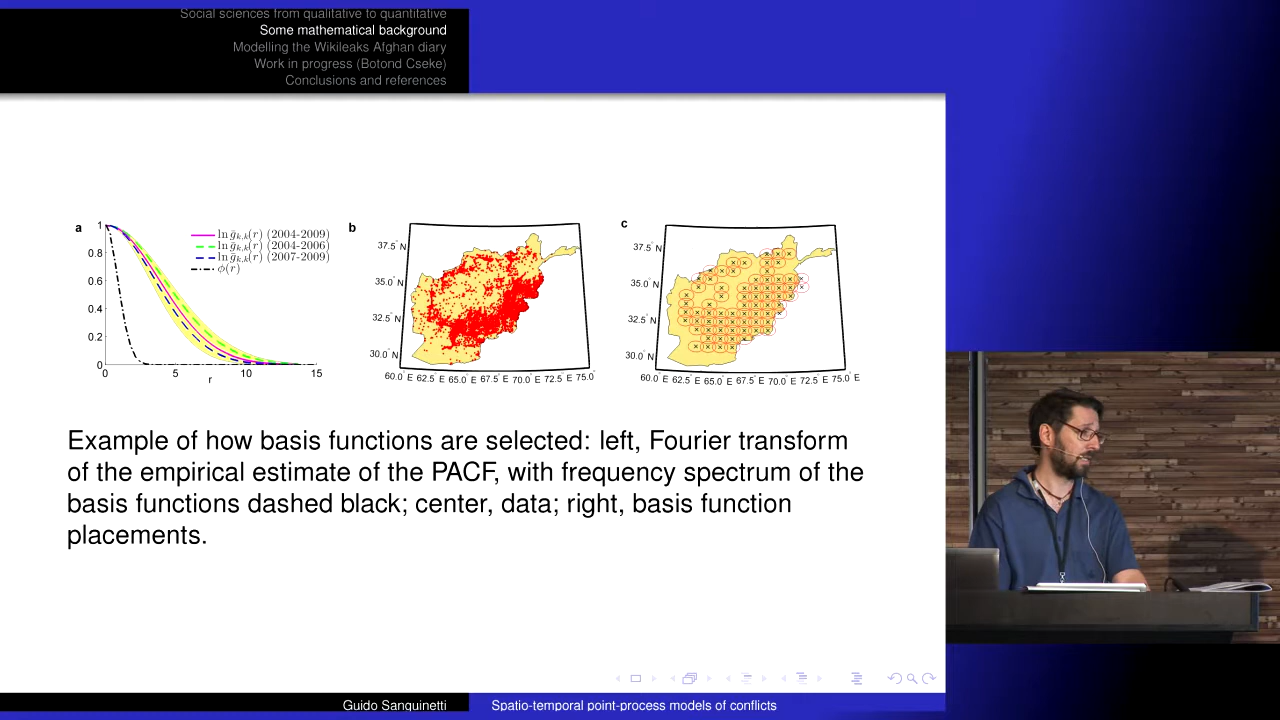 Social sciences from qualitative to quantitative
Some mathematical background
Modelling the Wikileaks Afghan diary
Work in progress (Botond Cseke)
Conclusions and references
a
1
0.8
0.6
0.4
0.2
0
0 5 10 15
r
ln ḡk,k(r) (2004-2009)
ln ḡk,k(r) (2004-2006)
ln ḡk,k(r) (2007-2009)
ϕ(r)
b
37.5° N
35.0° N
32.5° N
30.0° N
60.0° E 62.5° E 65.0° E 67.5° E 70.0° E 72.5° E 75.0° E
c
37.5° N
35.0° N
32.5° N
30.0° N
60.0° E 62.5° E 65.0° E 67.5° E 70.0° E 72.5° E 75.0° E
Example of how basis functions are selected: left, Fourier transform
of the empirical estimate of the PACF, with frequency spectrum of the
basis functions dashed black; center, data; right, basis function
placements.
Guido Sanguinetti
Spatio-temporal point-process models of conflicts